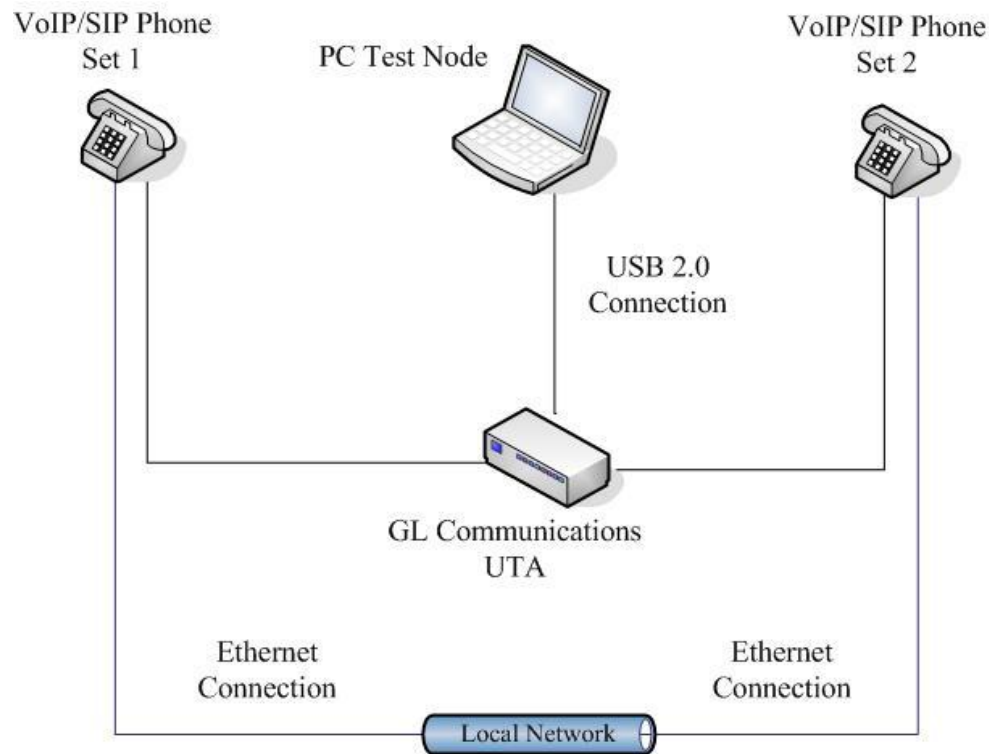 VoIP/SIP Phone
Set 1
PC Test Node
VoIP/SIP Phone
Set 2
USB 2.0
Connection
GL Communications
UTA
Ethernet
Connection
Ethernet
Connection
Local Network